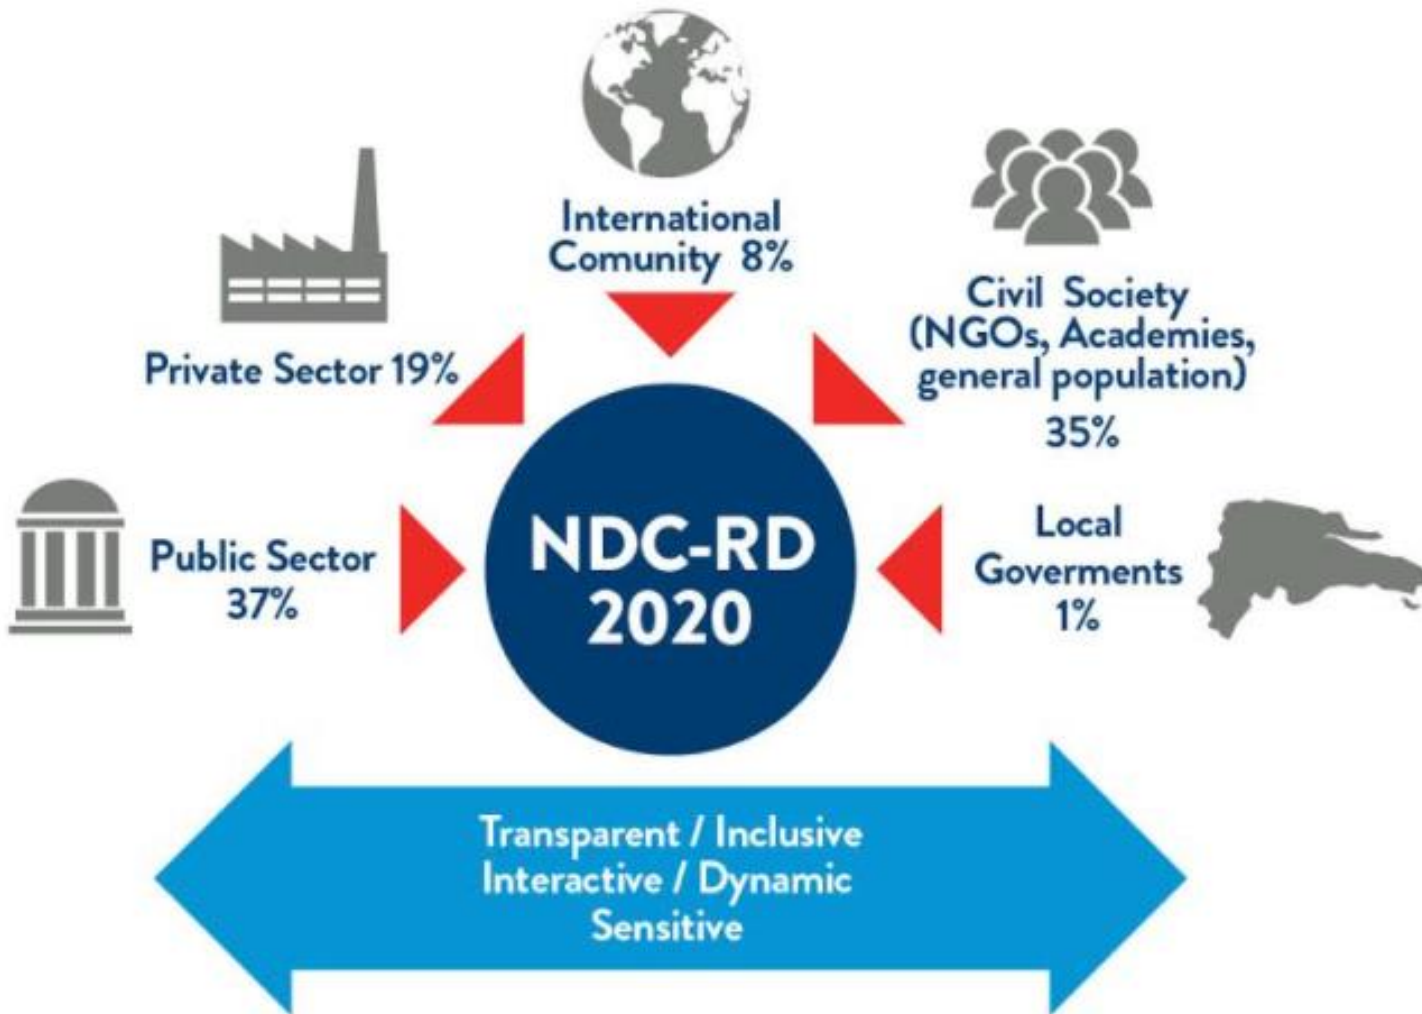 International
Comunity 8%
Civil Society
(NGOs, Academies,
general population)
35%
Private Sector 19%
Public Sector
37%
NDC-RD
2020
Local
Goverments
1%
Transparent / Inclusive
Interactive / Dynamic
Sensitive